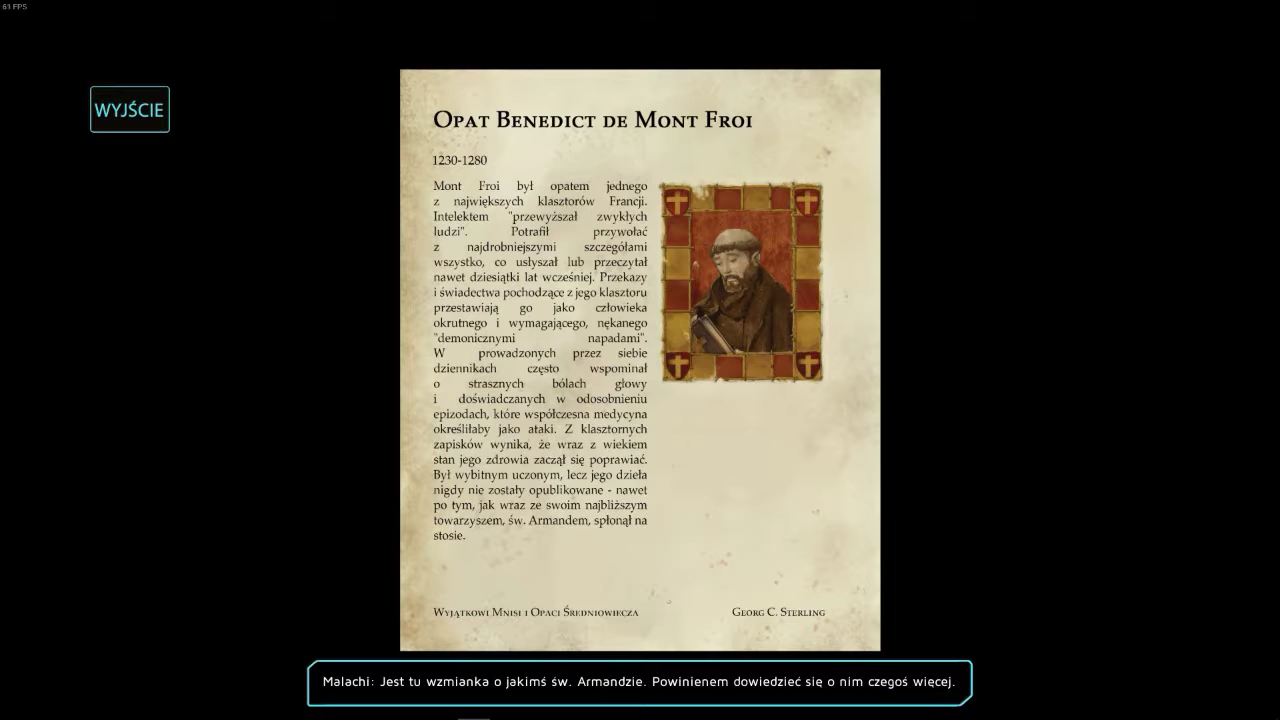 61 FPS
WYJŚCIE
Opat Benedict de Mont Froi
1230-1280
Mont Froi był opatem jednego
z największych klasztorów Francji.
Intelektem "przewyższał zwykłych
ludzi". Potrafił przywołać
z najdrobniejszymi szczegółami
wszystko, co usłyszał lub przeczytał
nawet dziesiątki lat wcześniej. Przekazy
i świadectwa pochodzące z jego klasztoru
przestawiają go jako człowieka
okrutnego i wymagającego, nękanego
"demonicznymi napadami".
W prowadzonych przez siebie
dziennikach często wspominał
o strasznych bólach głowy
i doświadczanych w odosobnieniu
epizodach, które współczesna medycyna
określiłaby jako ataki. Z klasztornych
zapisków wynika, że wraz z wiekiem
stan jego zdrowia zaczął się poprawiać.
Był wybitnym uczonym, lecz jego dzieła
nigdy nie zostały opublikowane - nawet
po tym, jak wraz ze swoim najbliższym
towarzyszem, św. Armandem, spłonął na
stosie.
Wyjątkowi Mnisi i Opaci Średniowiecza
Georg C. Sterling
Malachi: Jest tu wzmianka o jakimś św. Armandzie. Powinienem dowiedzieć się o nim czegoś więcej.